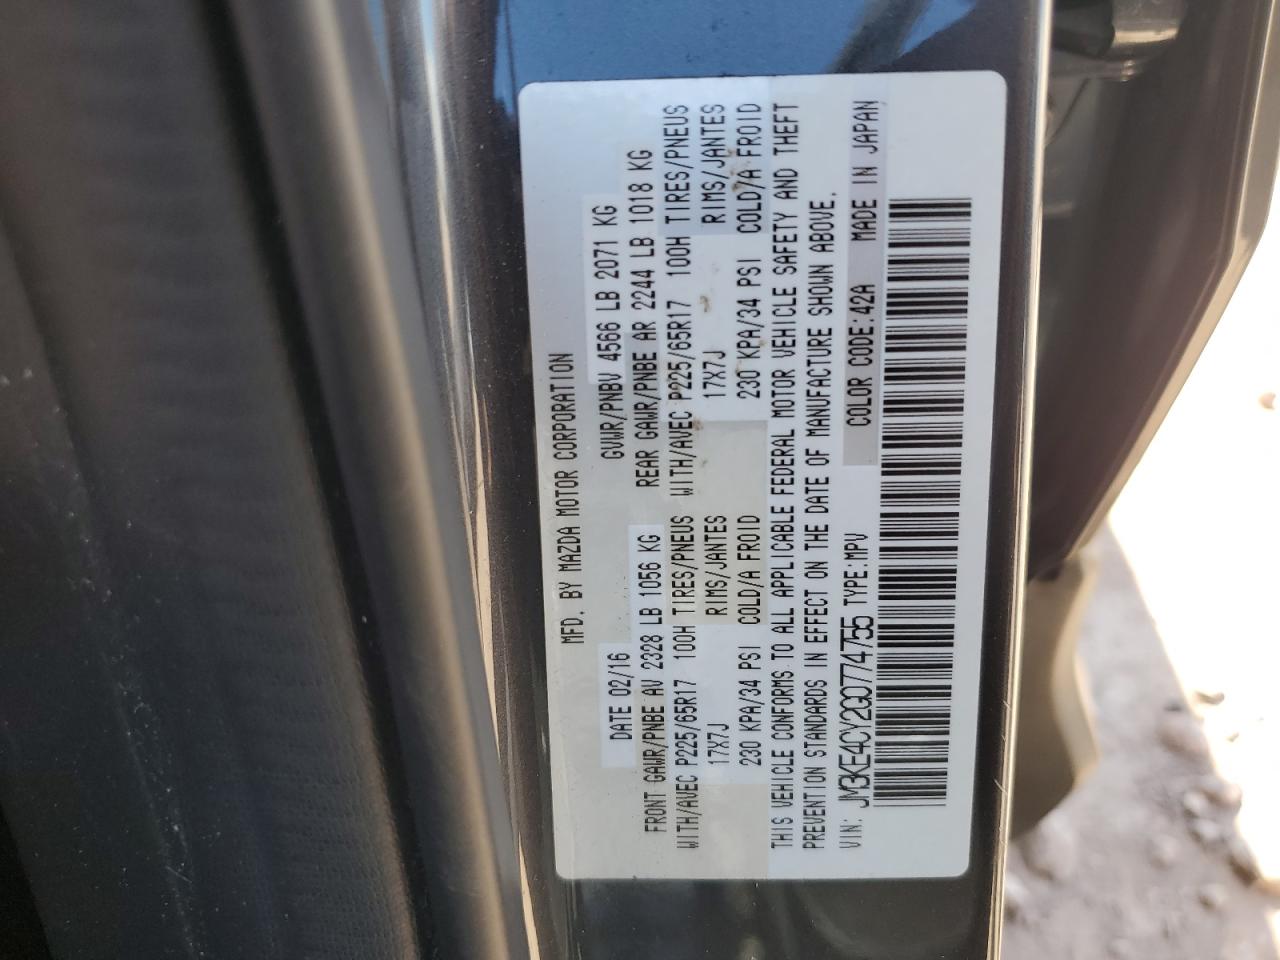 MFD. BY MAZDA MOTOR CORPORATION
DATE 02/16 GVWR/PNBV 4566 LB 2071 KG
FRONT GAWR/PNBE AV 2328 LB 1056 KG REAR GAWR/PNBE AR 2244 LB 1018 KG
WITH/AVEC P225/65R17 100H TIRES/PNEUS WITH/AVEC P225/65R17 100H TIRES/PNEUS
17X7J RIMS/JANTES 17X7J RIMS/JANTES
230 KPA/34 PSI COLD/A FROID 230 KPA/34 PSI COLD/A FROID
THIS VEHICLE CONFORMS TO ALL APPLICABLE FEDERAL MOTOR VEHICLE SAFETY AND THEFT
PREVENTION STANDARDS IN EFFECT ON THE DATE OF MANUFACTURE SHOWN ABOVE.
VIN: JM3KE4CY2G0774755 TYPE:MPV COLOR CODE:42A MADE IN JAPAN